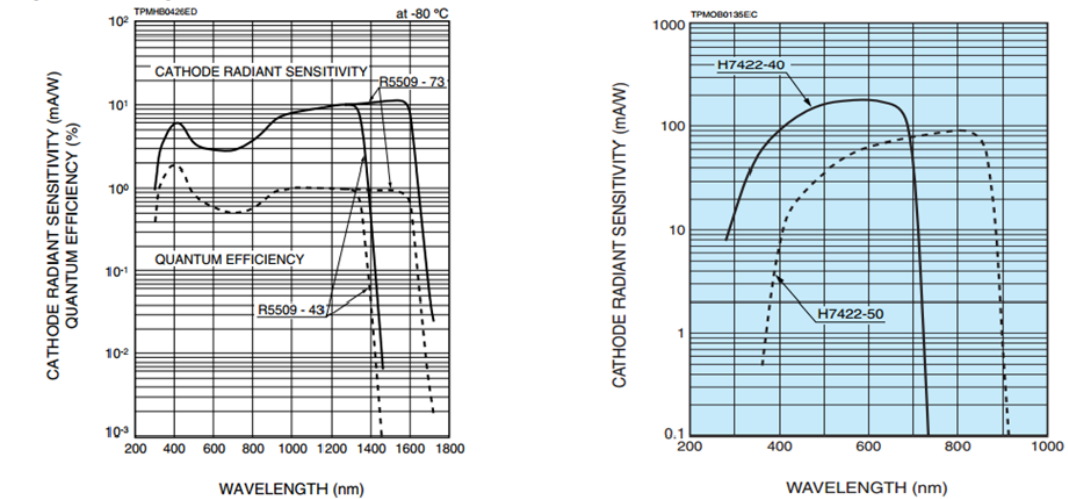 TPMHB0426ED
at -80 °C
CATHODE RADIANT SENSITIVITY (mA/W)
QUANTUM EFFICIENCY (%)
10²
10¹
10⁰
10⁻¹
10⁻²
10⁻³
CATHODE RADIANT SENSITIVITY
R5509 - 73
QUANTUM EFFICIENCY
R5509 - 43
200 400 600 800 1000 1200 1400 1600 1800
WAVELENGTH (nm)
TPMOB0135EC
CATHODE RADIANT SENSITIVITY (mA/W)
1000
100
10
1
0.1
H7422-40
H7422-50
200 400 600 800 1000
WAVELENGTH (nm)